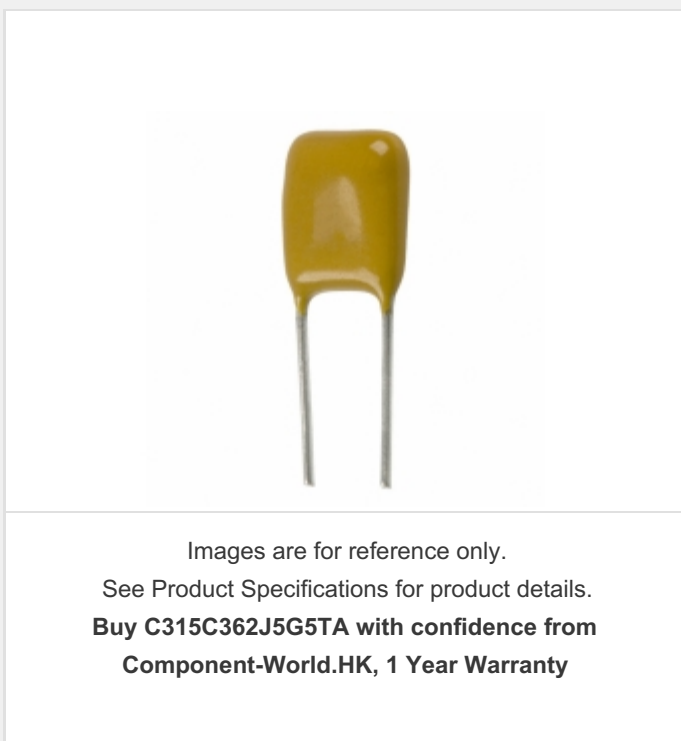 Images are for reference only.
See Product Specifications for product details.
Buy C315C362J5G5TA with confidence from
Component-World.HK, 1 Year Warranty